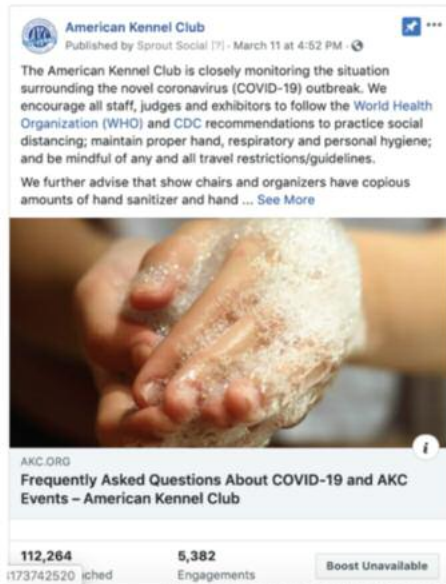 American Kennel Club
Published by Sprout Social [?] · March 11 at 4:52 PM ·
The American Kennel Club is closely monitoring the situation
surrounding the novel coronavirus (COVID-19) outbreak. We
encourage all staff, judges and exhibitors to follow the World Health
Organization (WHO) and CDC recommendations to practice social
distancing; maintain proper hand, respiratory and personal hygiene;
and be mindful of any and all travel restrictions/guidelines.
We further advise that show chairs and organizers have copious
amounts of hand sanitizer and hand ... See More
i
AKC.ORG
Frequently Asked Questions About COVID-19 and AKC
Events – American Kennel Club
112,264 5,382
173742520 ched Engagements Boost Unavailable